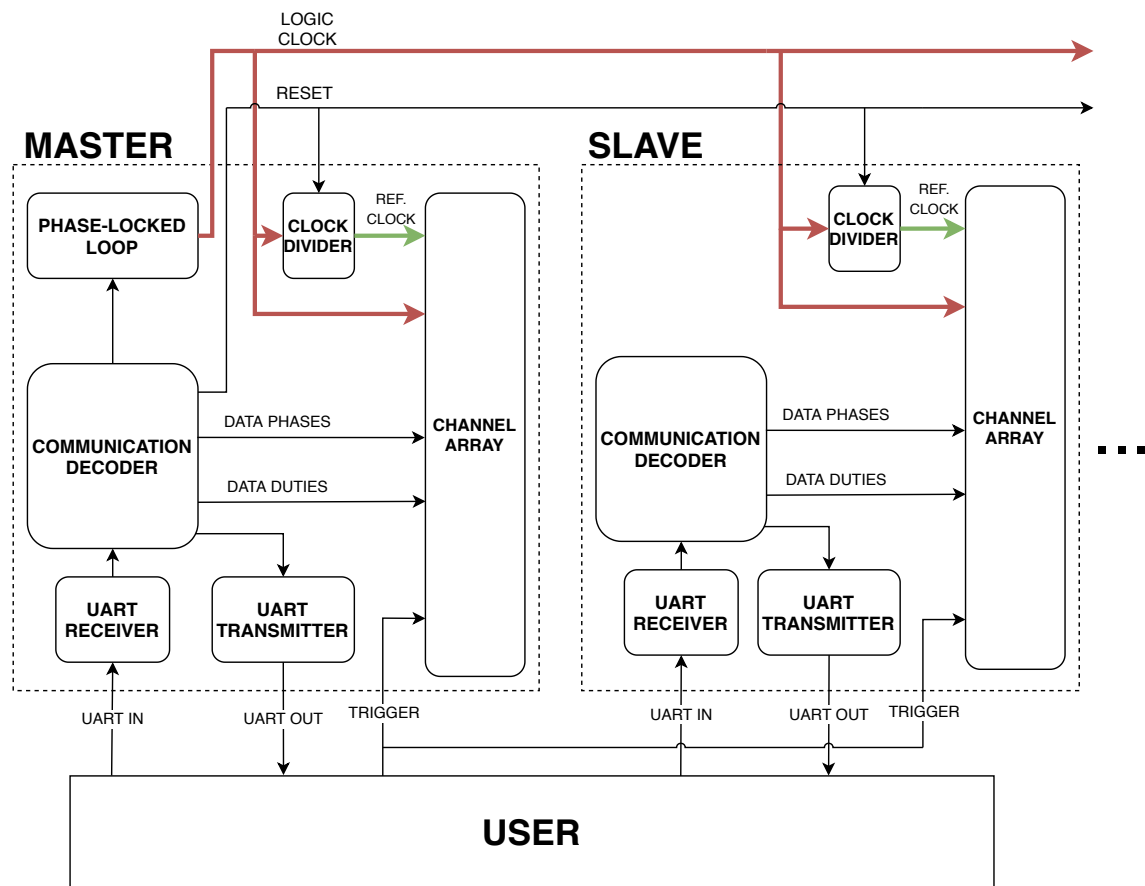 LOGIC
CLOCK
RESET
MASTER
SLAVE
PHASE-LOCKED
LOOP
CLOCK
DIVIDER
REF.
CLOCK
CHANNEL
ARRAY
COMMUNICATION
DECODER
DATA PHASES
DATA DUTIES
UART
RECEIVER
UART
TRANSMITTER
UART IN
UART OUT
TRIGGER
CLOCK
DIVIDER
REF.
CLOCK
CHANNEL
ARRAY
COMMUNICATION
DECODER
DATA PHASES
DATA DUTIES
UART
RECEIVER
UART
TRANSMITTER
UART IN
UART OUT
TRIGGER
...
USER